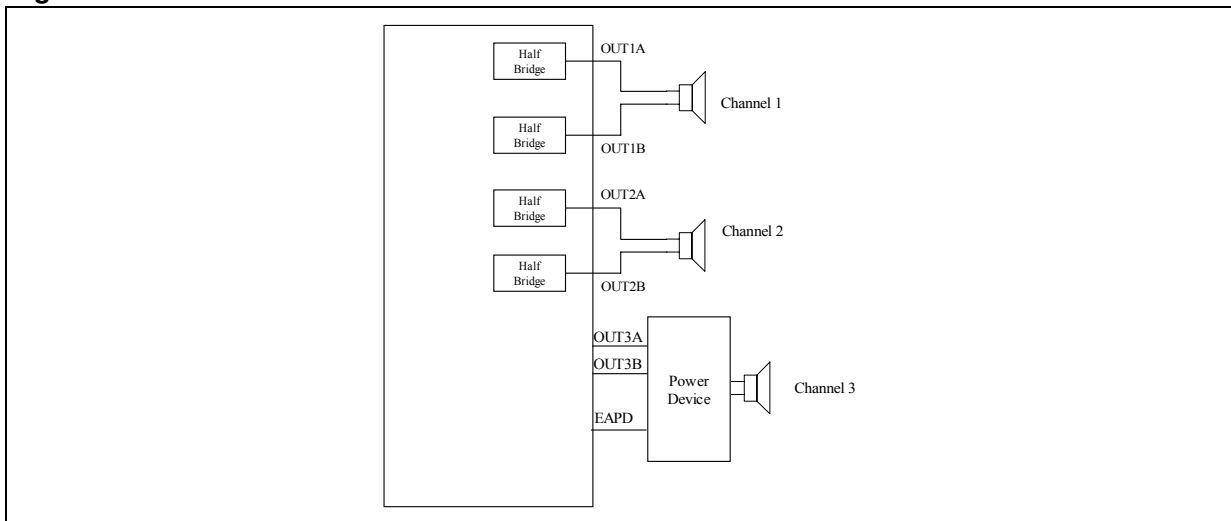 Half
Bridge
OUT1A
Channel 1
Half
Bridge
OUT1B
Half
Bridge
OUT2A
Channel 2
Half
Bridge
OUT2B
OUT3A
OUT3B
Power
Device
Channel 3
EAPD